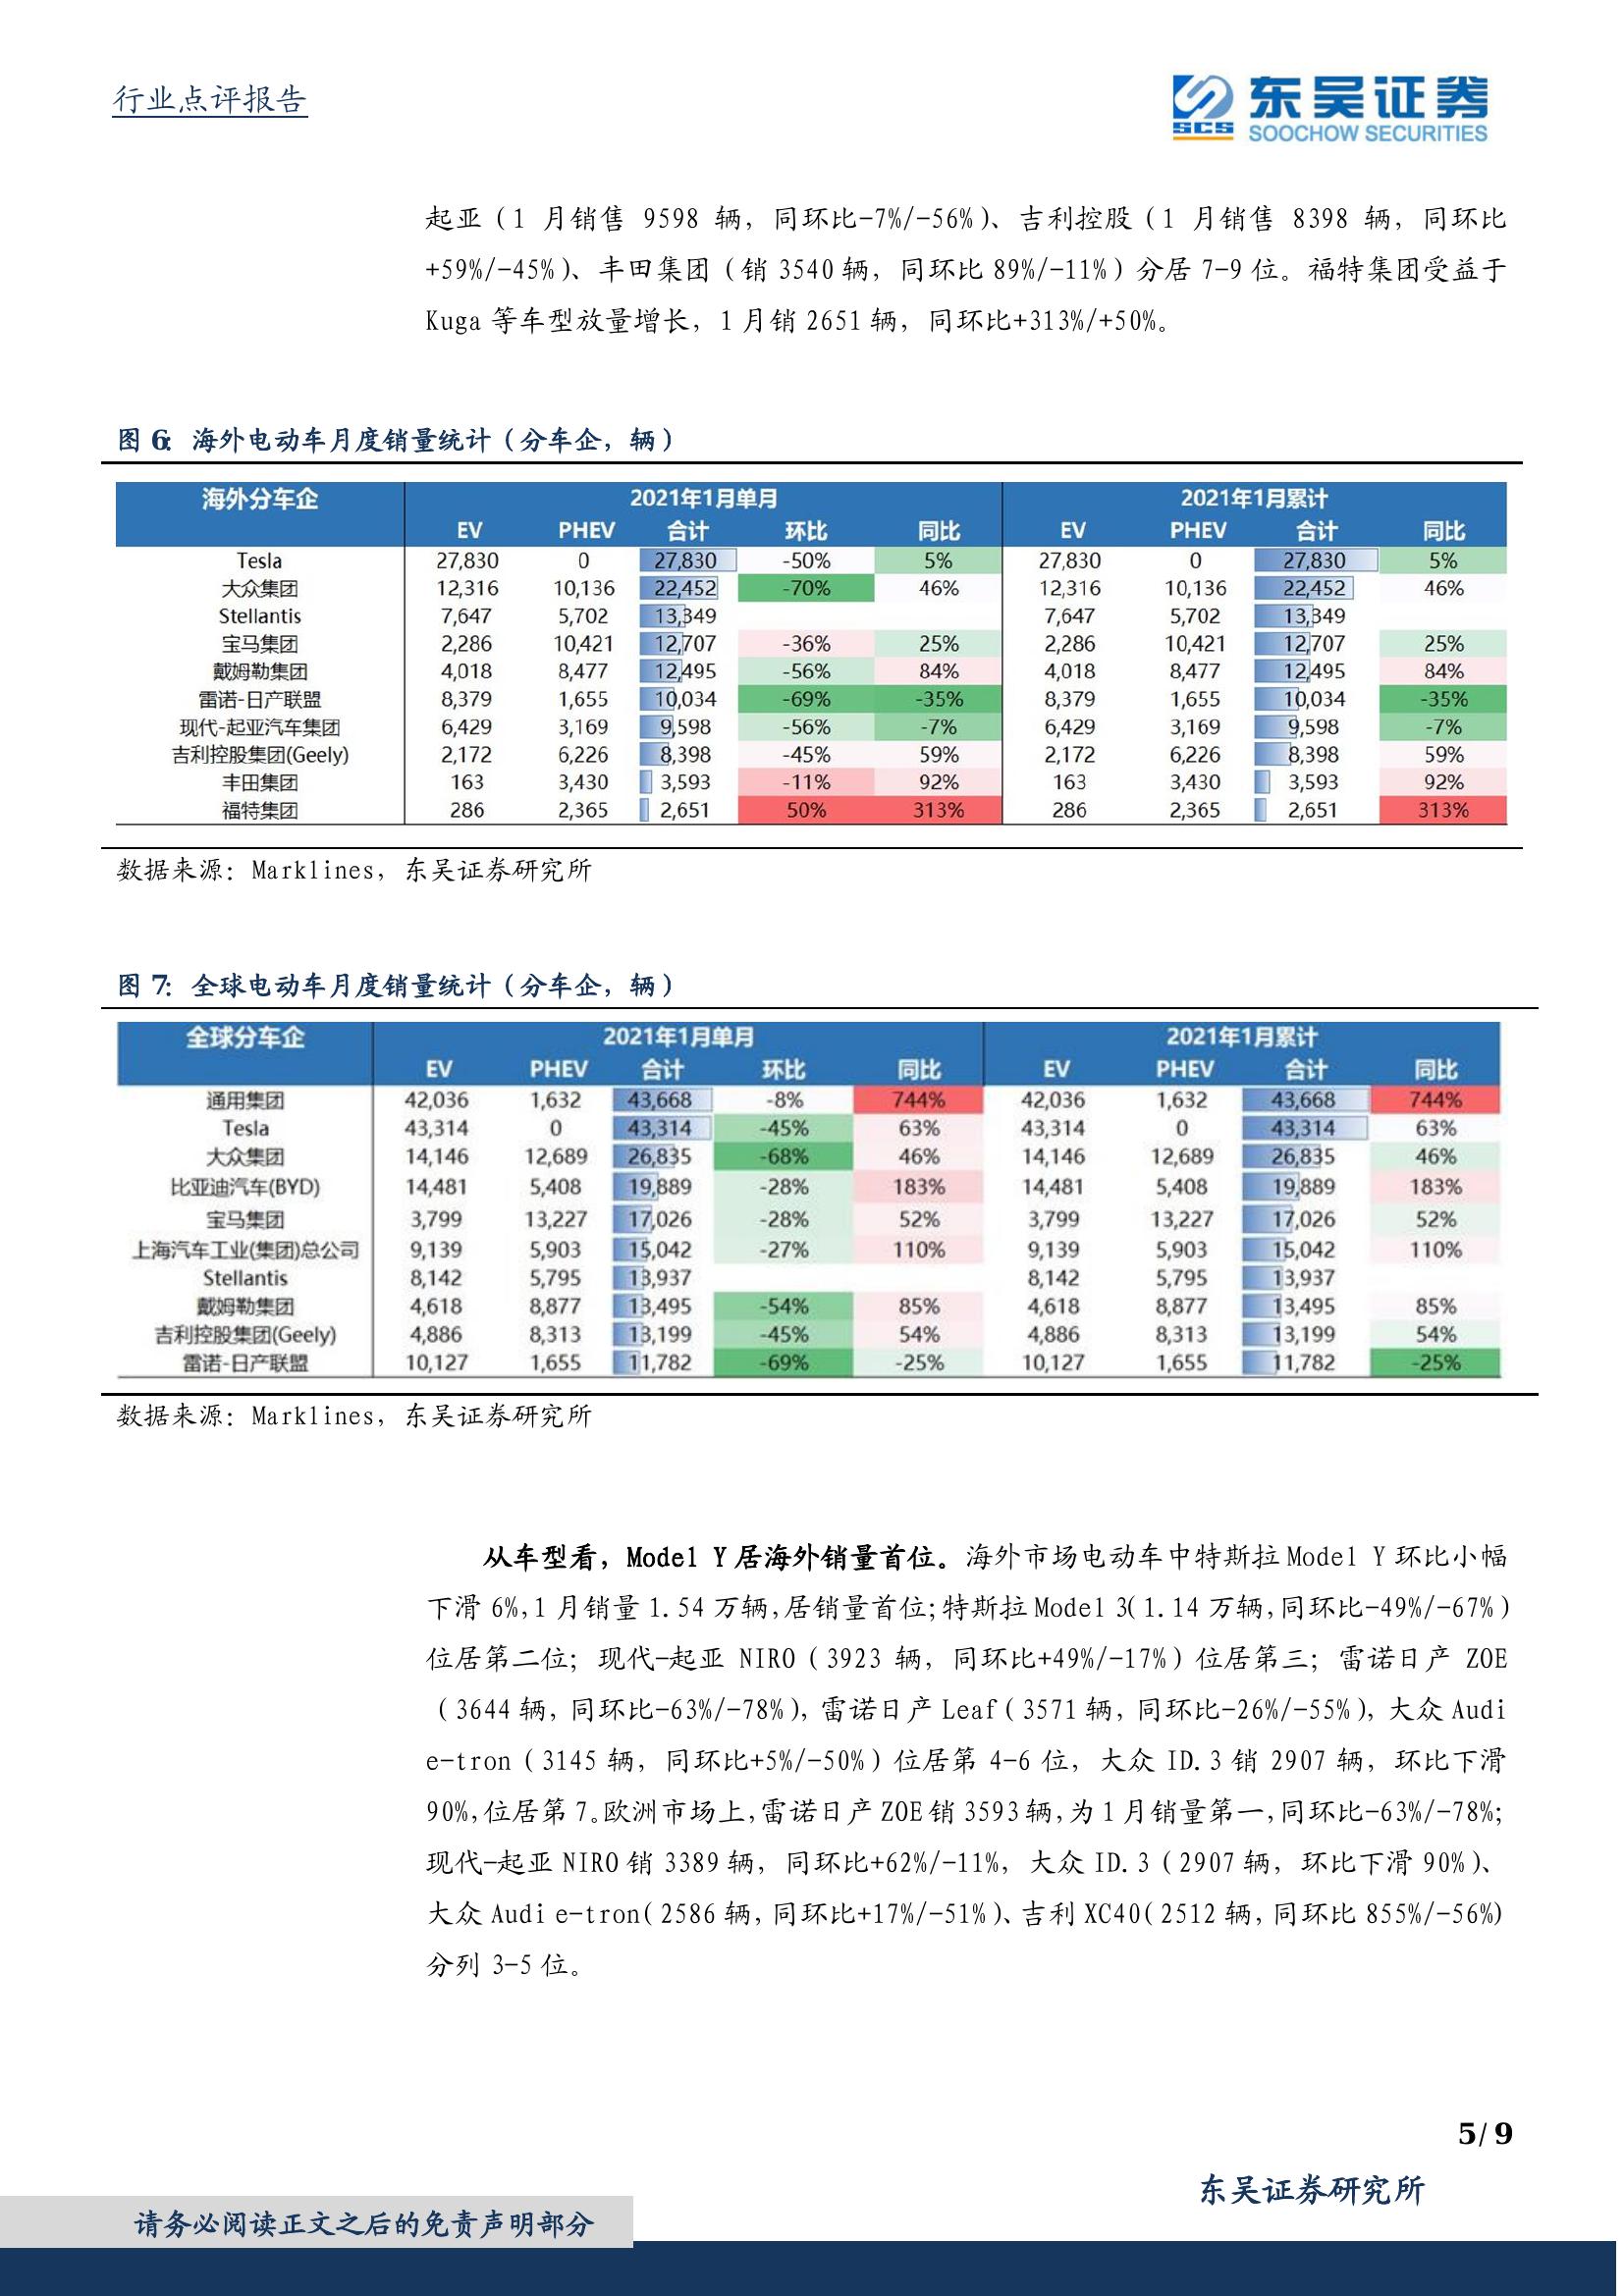 行业点评报告
SCS 东吴证券
SOOCHOW SECURITIES
起亚（1 月销售 9598 辆，同环比-7%/-56%）、吉利控股（1 月销售 8398 辆，同环比
+59%/-45%）、丰田集团（销 3540 辆，同环比 89%/-11%）分居 7-9 位。福特集团受益于
Kuga 等车型放量增长，1 月销 2651 辆，同环比+313%/+50%。
图 6：海外电动车月度销量统计（分车企，辆）
海外分车企 2021年1月单月 2021年1月累计
EV PHEV 合计 环比 同比 EV PHEV 合计 同比
Tesla 27,830 0 27,830 -50% 5% 27,830 0 27,830 5%
大众集团 12,316 10,136 22,452 -70% 46% 12,316 10,136 22,452 46%
Stellantis 7,647 5,702 13,349 7,647 5,702 13,349
宝马集团 2,286 10,421 12,707 -36% 25% 2,286 10,421 12,707 25%
戴姆勒集团 4,018 8,477 12,495 -56% 84% 4,018 8,477 12,495 84%
雷诺-日产联盟 8,379 1,655 10,034 -69% -35% 8,379 1,655 10,034 -35%
现代-起亚汽车集团 6,429 3,169 9,598 -56% -7% 6,429 3,169 9,598 -7%
吉利控股集团(Geely) 2,172 6,226 8,398 -45% 59% 2,172 6,226 8,398 59%
丰田集团 163 3,430 3,593 -11% 92% 163 3,430 3,593 92%
福特集团 286 2,365 2,651 50% 313% 286 2,365 2,651 313%
数据来源：Marklines，东吴证券研究所
图 7：全球电动车月度销量统计（分车企，辆）
全球分车企 2021年1月单月 2021年1月累计
EV PHEV 合计 环比 同比 EV PHEV 合计 同比
通用集团 42,036 1,632 43,668 -8% 744% 42,036 1,632 43,668 744%
Tesla 43,314 0 43,314 -45% 63% 43,314 0 43,314 63%
大众集团 14,146 12,689 26,835 -68% 46% 14,146 12,689 26,835 46%
比亚迪汽车(BYD) 14,481 5,408 19,889 -28% 183% 14,481 5,408 19,889 183%
宝马集团 3,799 13,227 17,026 -28% 52% 3,799 13,227 17,026 52%
上海汽车工业(集团)总公司 9,139 5,903 15,042 -27% 110% 9,139 5,903 15,042 110%
Stellantis 8,142 5,795 13,937 8,142 5,795 13,937
戴姆勒集团 4,618 8,877 13,495 -54% 85% 4,618 8,877 13,495 85%
吉利控股集团(Geely) 4,886 8,313 13,199 -45% 54% 4,886 8,313 13,199 54%
雷诺-日产联盟 10,127 1,655 11,782 -69% -25% 10,127 1,655 11,782 -25%
数据来源：Marklines，东吴证券研究所
从车型看，Model Y 居海外销量首位。海外市场电动车中特斯拉 Model Y 环比小幅
下滑 6%，1 月销量 1.54 万辆，居销量首位；特斯拉 Model 3（1.14 万辆，同环比-49%/-67%）
位居第二位；现代-起亚 NIRO（3923 辆，同环比+49%/-17%）位居第三；雷诺日产 ZOE
（3644 辆，同环比-63%/-78%），雷诺日产 Leaf（3571 辆，同环比-26%/-55%），大众 Audi
e-tron（3145 辆，同环比+5%/-50%）位居第 4-6 位，大众 ID.3 销 2907 辆，环比下滑
90%，位居第 7。欧洲市场上，雷诺日产 ZOE 销 3593 辆，为 1 月销量第一，同环比-63%/-78%；
现代-起亚 NIRO 销 3389 辆，同环比+62%/-11%，大众 ID.3（2907 辆，环比下滑 90%）、
大众 Audi e-tron（2586 辆，同环比+17%/-51%）、吉利 XC40（2512 辆，同环比 855%/-56%）
分列 3-5 位。
5 / 9
东吴证券研究所
请务必阅读正文之后的免责声明部分